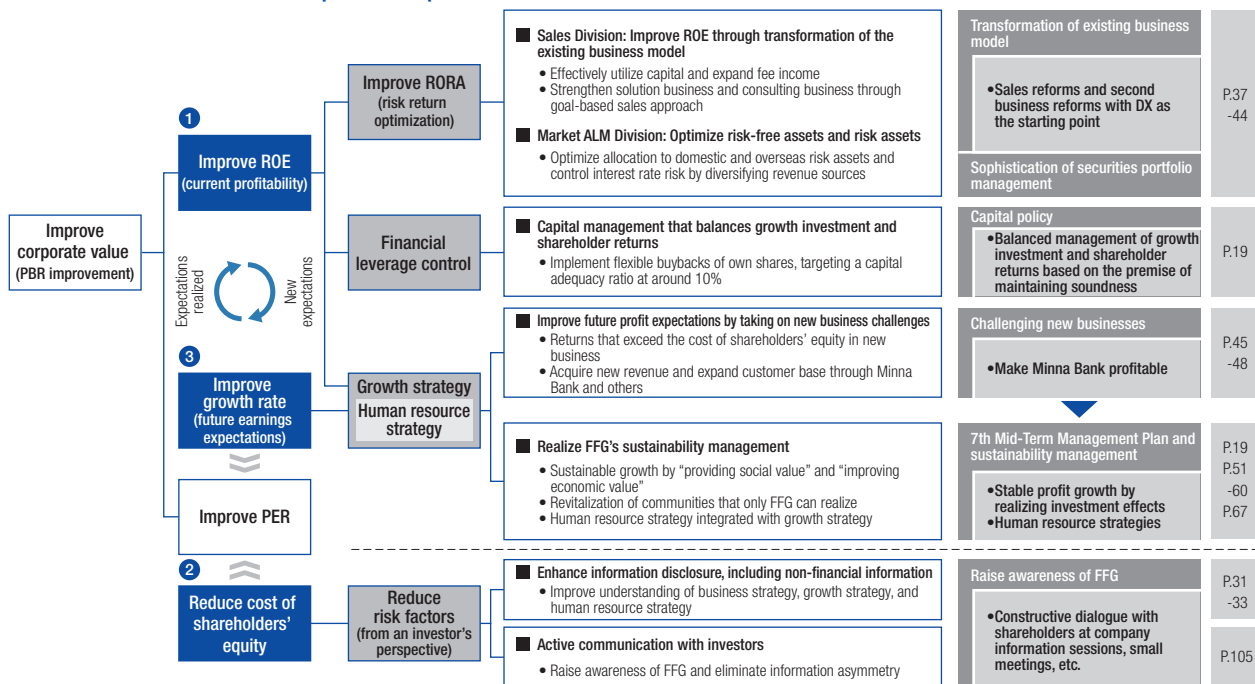 Improve
corporate value
(PBR improvement)
1
Improve ROE
(current profitability)
Expectations
realized
New
expectations
3
Improve
growth rate
(future earnings
expectations)
Improve PER
2
Reduce cost of
shareholders'
equity
Improve RORA
(risk return
optimization)
Financial
leverage control
Growth strategy
Human resource
strategy
Reduce
risk factors
(from an investor's
perspective)
■ Sales Division: Improve ROE through transformation of the
existing business model
• Effectively utilize capital and expand fee income
• Strengthen solution business and consulting business through
goal-based sales approach
■ Market ALM Division: Optimize risk-free assets and risk assets
• Optimize allocation to domestic and overseas risk assets and
control interest rate risk by diversifying revenue sources
■ Capital management that balances growth investment and
shareholder returns
• Implement flexible buybacks of own shares, targeting a capital
adequacy ratio at around 10%
■ Improve future profit expectations by taking on new business challenges
• Returns that exceed the cost of shareholders' equity in new
business
• Acquire new revenue and expand customer base through Minna
Bank and others
■ Realize FFG's sustainability management
• Sustainable growth by “providing social value” and “improving
economic value”
• Revitalization of communities that only FFG can realize
• Human resource strategy integrated with growth strategy
■ Enhance information disclosure, including non-financial information
• Improve understanding of business strategy, growth strategy, and
human resource strategy
■ Active communication with investors
• Raise awareness of FFG and eliminate information asymmetry
Transformation of existing business
model
•Sales reforms and second
business reforms with DX as
the starting point
Sophistication of securities portfolio
management
P.37
-44
Capital policy
•Balanced management of growth
investment and shareholder
returns based on the premise of
maintaining soundness
P.19
Challenging new businesses
•Make Minna Bank profitable
P.45
-48
7th Mid-Term Management Plan and
sustainability management
•Stable profit growth by
realizing investment effects
•Human resource strategies
P.19
P.51
-60
P.67
Raise awareness of FFG
•Constructive dialogue with
shareholders at company
information sessions, small
meetings, etc.
P.31
-33
P.105